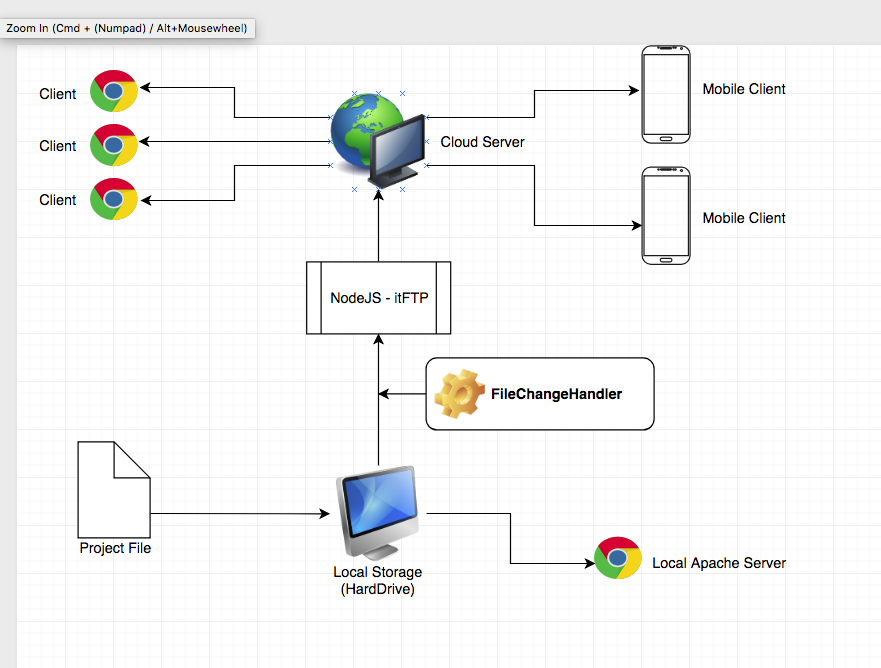 Zoom In (Cmd + (Numpad) / Alt+Mousewheel)
Client
Mobile Client
Cloud Server
Client
Client
Mobile Client
NodeJS - itFTP
FileChangeHandler
Project File
Local Storage
(HardDrive)
Local Apache Server